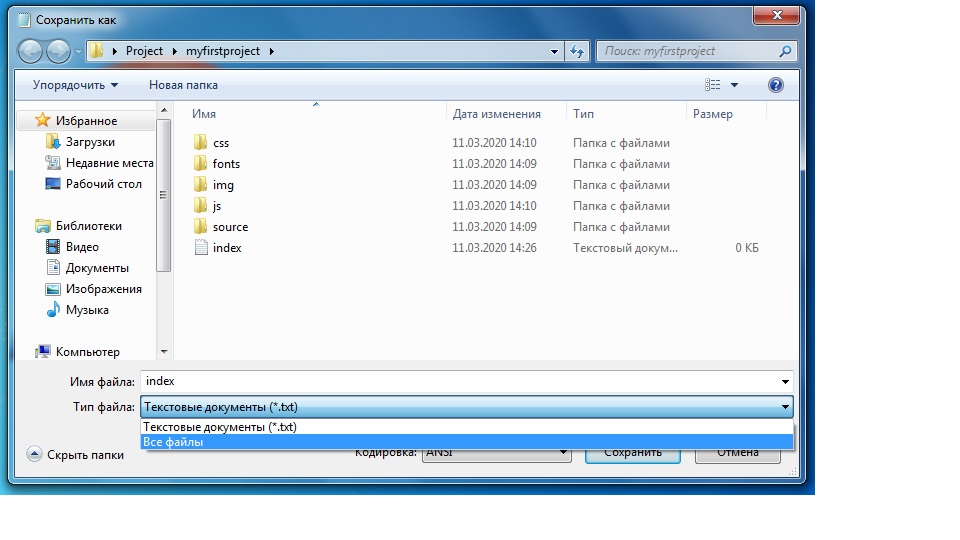 Сохранить как
Project myfirstproject
Поиск: myfirstproject
Упорядочить Новая папка
Избранное
Загрузки
Недавние места
Рабочий стол
Библиотеки
Видео
Документы
Изображения
Музыка
Компьютер
Имя Дата изменения Тип Размер
css 11.03.2020 14:10 Папка с файлами
fonts 11.03.2020 14:09 Папка с файлами
img 11.03.2020 14:09 Папка с файлами
js 11.03.2020 14:10 Папка с файлами
source 11.03.2020 14:09 Папка с файлами
index 11.03.2020 14:26 Текстовый докум... 0 КБ
Имя файла: index
Тип файла: Текстовые документы (*.txt)
Текстовые документы (*.txt)
Все файлы
Скрыть папки Кодировка: ANSI Сохранить Отмена